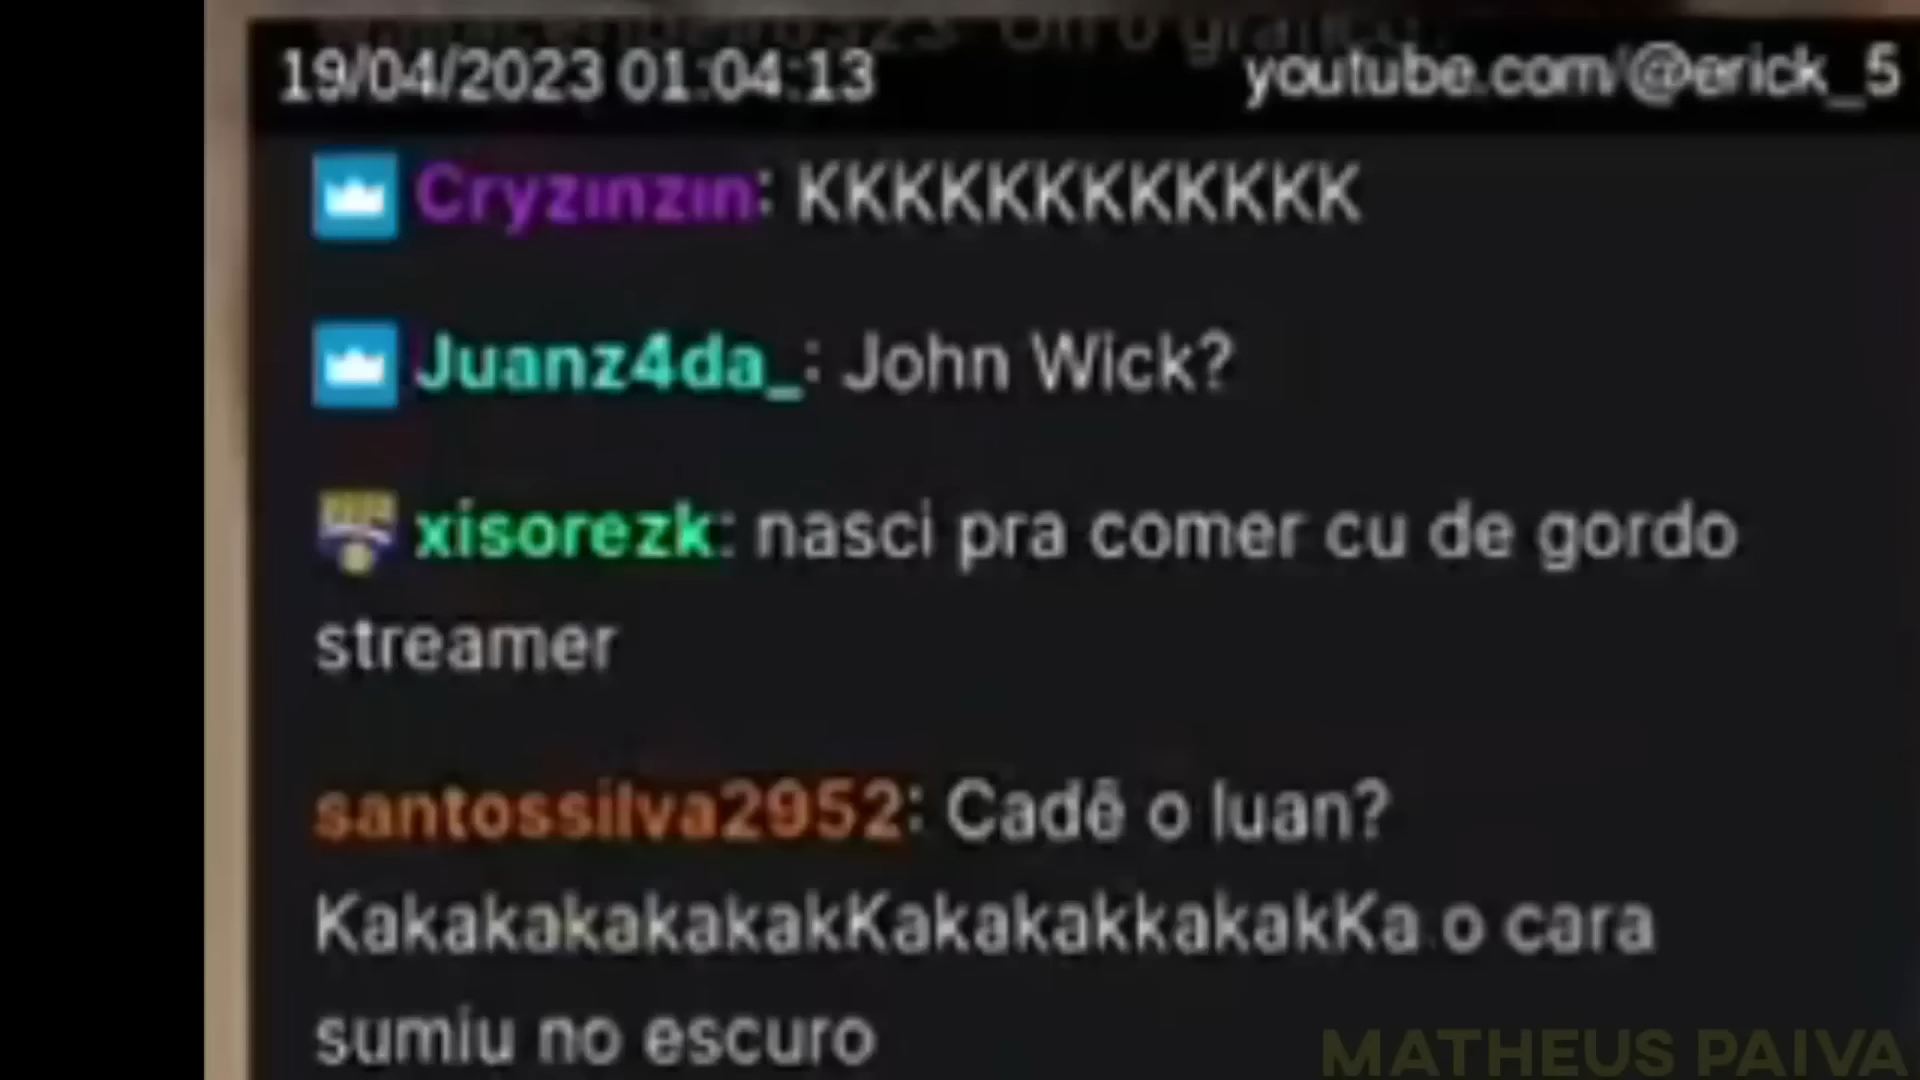 19/04/2023 01:04:13 youtube.com/@erick_5
Cryzinzin: KKKKKKKKKKKK
Juanz4da_: John Wick?
xisorezk: nasci pra comer cu de gordo
streamer
santossilva2952: Cadê o luan?
KakakakakakakKakakakkakakKa o cara
sumiu no escuro
MATHEUS PAIVA